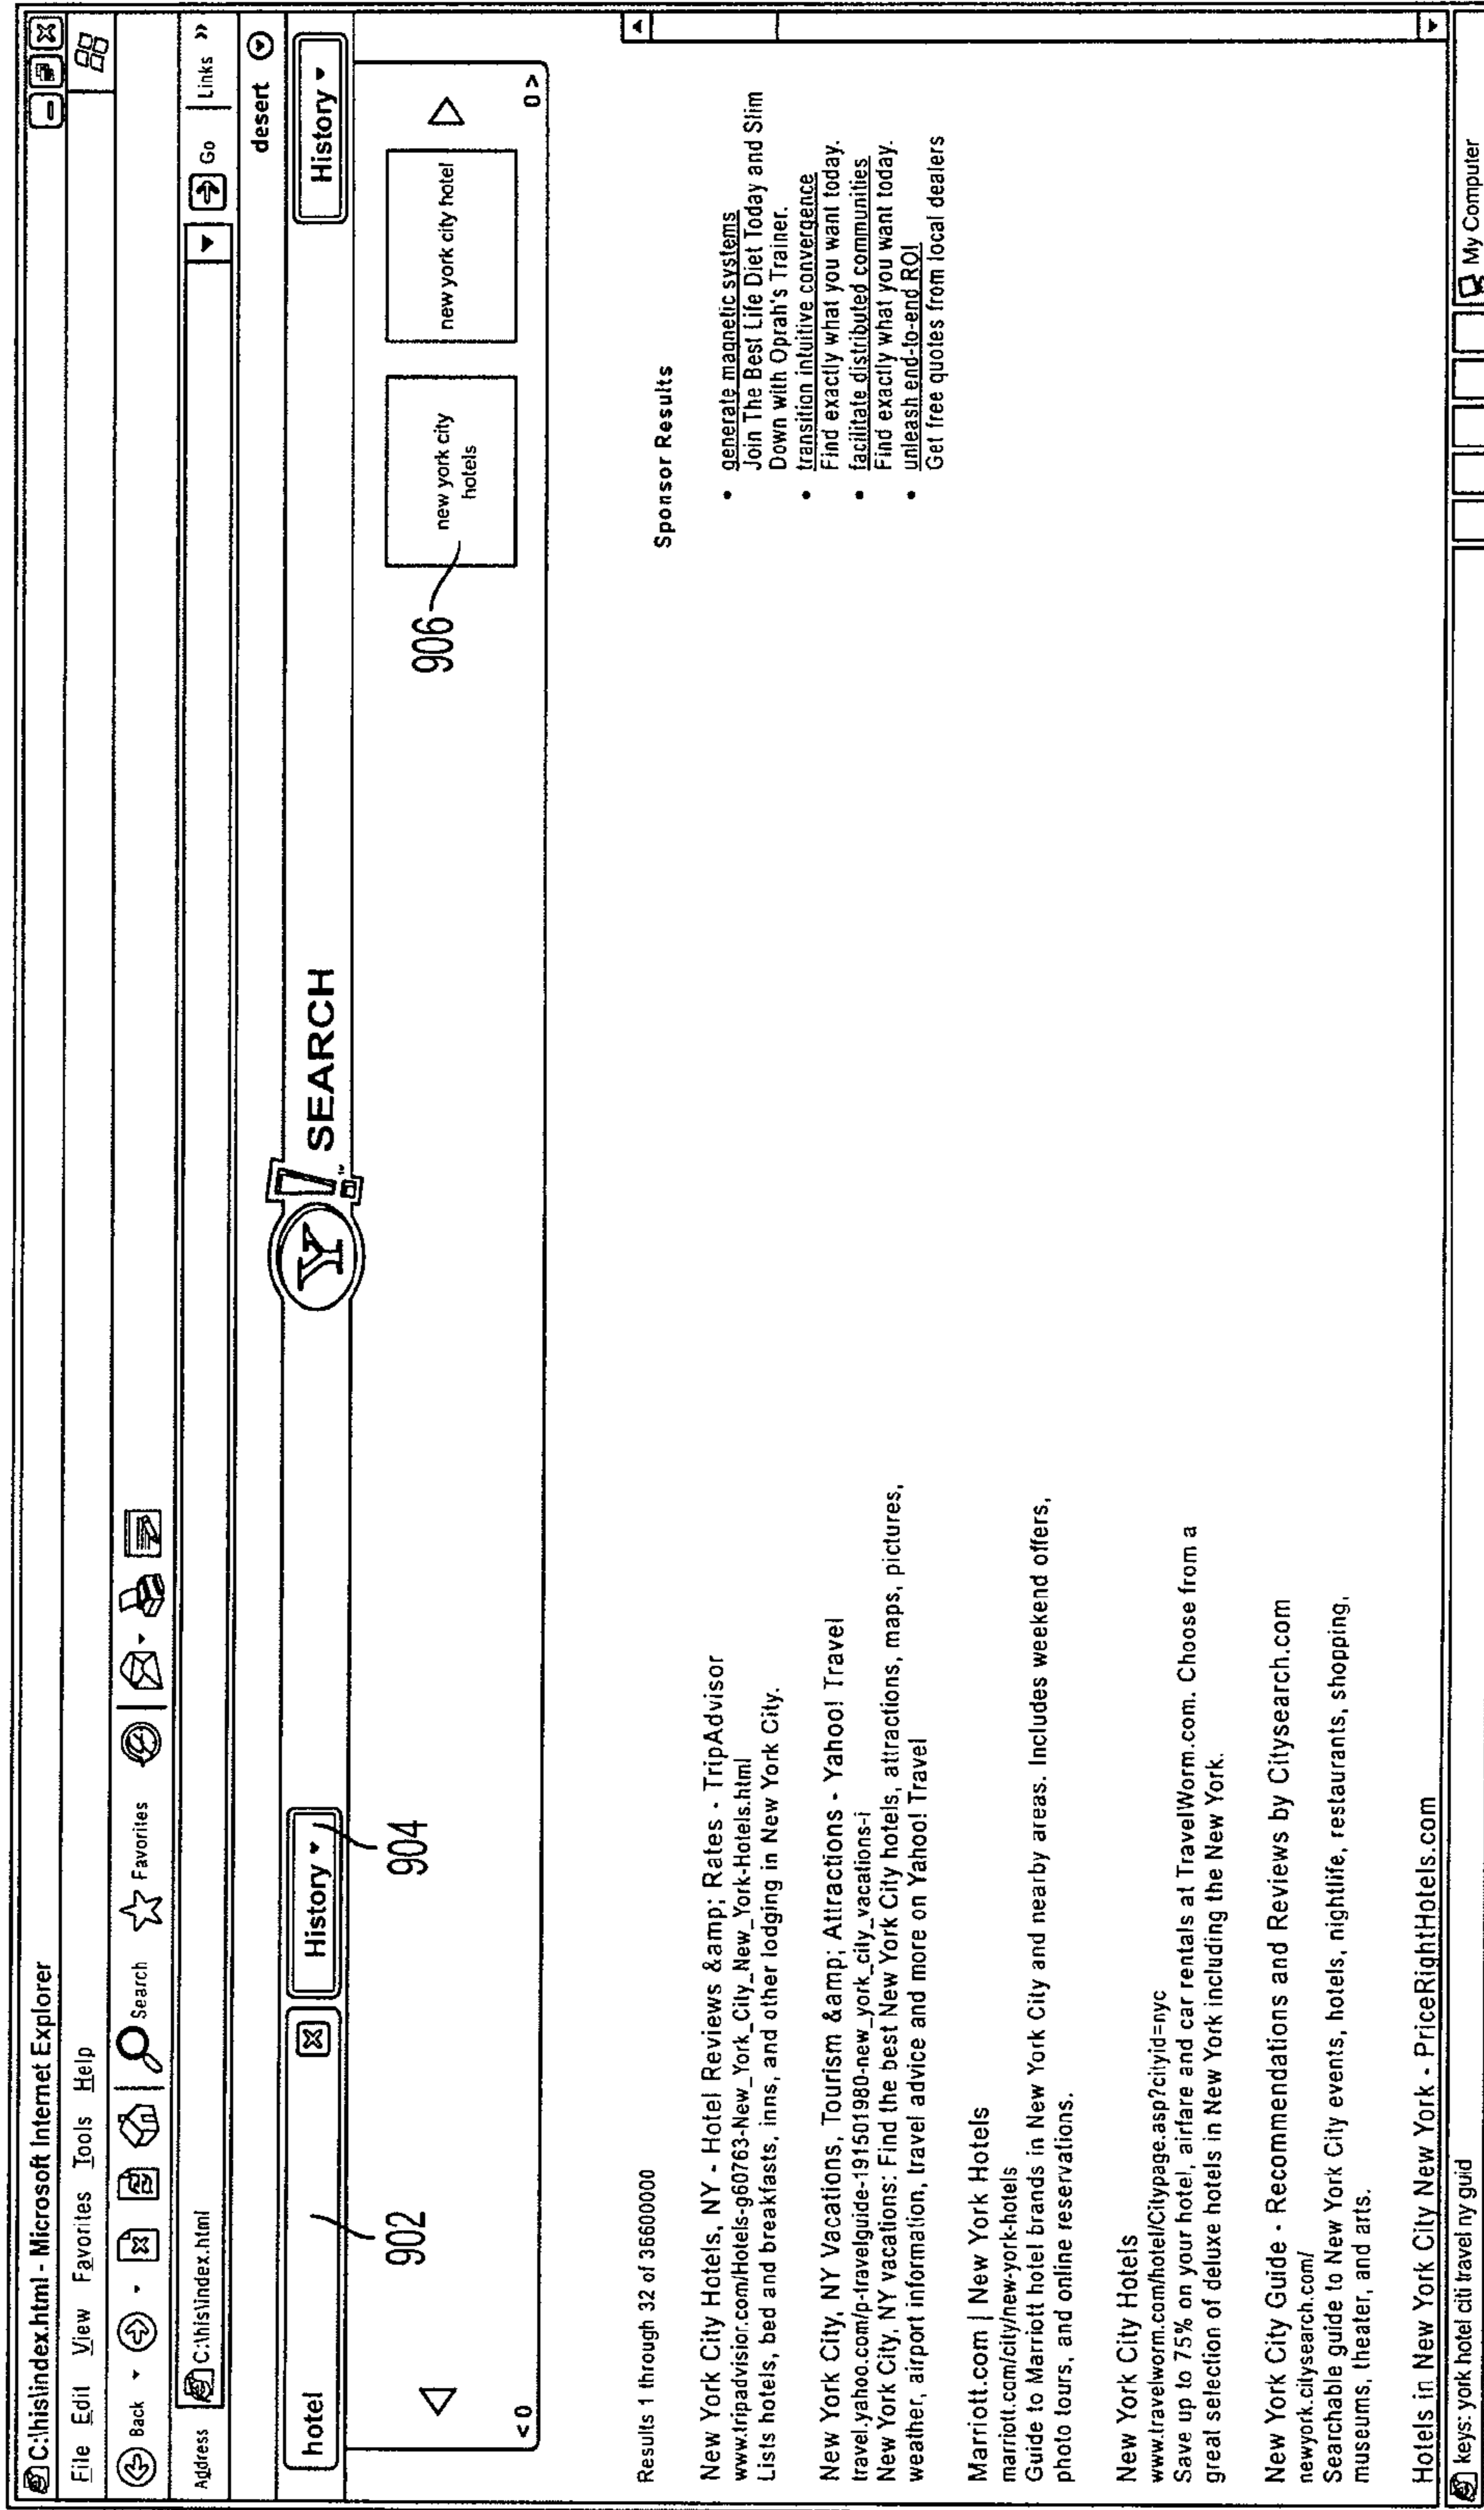 C:\his\index.html - Microsoft Internet Explorer
File Edit View Favorites Tools Help
Back Search Favorites
Address C:\his\index.html Go Links »
desert
hotel History Y! SEARCH History
902 904 906
new york city
hotels
new york city hotel
< 0 0 >
Results 1 through 32 of 36600000
New York City Hotels, NY - Hotel Reviews &amp; Rates - TripAdvisor
www.tripadvisior.com/Hotels-g60763-New_York_City_New_York-Hotels.html
Lists hotels, bed and breakfasts, inns, and other lodging in New York City.
New York City, NY Vacations, Tourism &amp; Attractions - Yahoo! Travel
travel.yahoo.com/p-travelguide-191501980-new_york_city_vacations-i
New York City, NY vacations: Find the best New York City hotels, attractions, maps, pictures,
weather, airport information, travel advice and more on Yahoo! Travel
Marriott.com | New York Hotels
marriott.com/city/new-york-hotels
Guide to Marriott hotel brands in New York City and nearby areas. Includes weekend offers,
photo tours, and online reservations.
New York City Hotels
www.travelworm.com/hotel/Citypage.asp?cityid=nyc
Save up to 75% on your hotel, airfare and car rentals at TravelWorm.com. Choose from a
great selection of deluxe hotels in New York including the New York.
New York City Guide - Recommendations and Reviews by Citysearch.com
newyork.citysearch.com/
Searchable guide to New York City events, hotels, nightlife, restaurants, shopping,
museums, theater, and arts.
Hotels in New York City New York - PriceRightHotels.com
Sponsor Results
• generate magnetic systems
Join The Best Life Diet Today and Slim
Down with Oprah's Trainer.
• transition intuitive convergence
Find exactly what you want today.
• facilitate distributed communities
Find exactly what you want today.
• unleash end-to-end ROI
Get free quotes from local dealers
keys: york hotel citi travel ny guid
My Computer